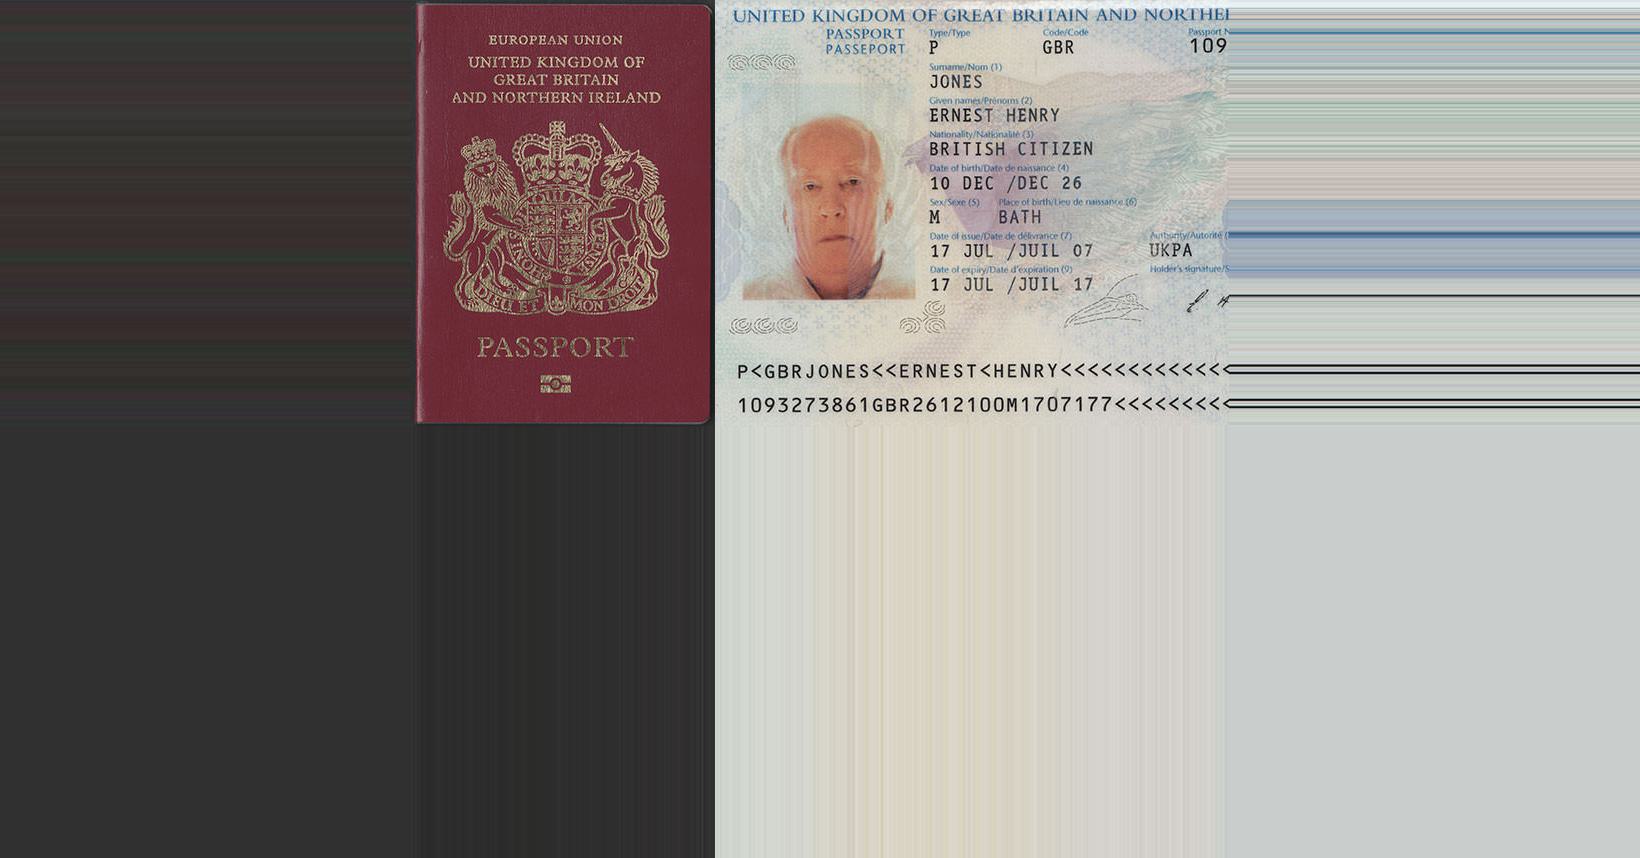 EUROPEAN UNION
UNITED KINGDOM OF
GREAT BRITAIN
AND NORTHERN IRELAND
DIEU ET MON DROIT
PASSPORT
UNITED KINGDOM OF GREAT BRITAIN AND NORTHE
PASSPORT
PASSEPORT
Type/Type Code/Code Passport N
P GBR 109
Surname/Nom (1)
JONES
Given names/Prénoms (2)
ERNEST HENRY
Nationality/Nationalité (3)
BRITISH CITIZEN
Date of birth/Date de naissance (4)
10 DEC /DEC 26
Sex/Sexe (5) Place of birth/Lieu de naissance (6)
M BATH
Date of issue/Date de délivrance (7) Authority/Autorité (
17 JUL /JUIL 07 UKPA
Date of expiry/Date d'expiration (9) Holder's signature/S
17 JUL /JUIL 17
P<GBRJONES<<ERNEST<HENRY<<<<<<<<<<<<
1093273861GBR2612100M1707177<<<<<<<<